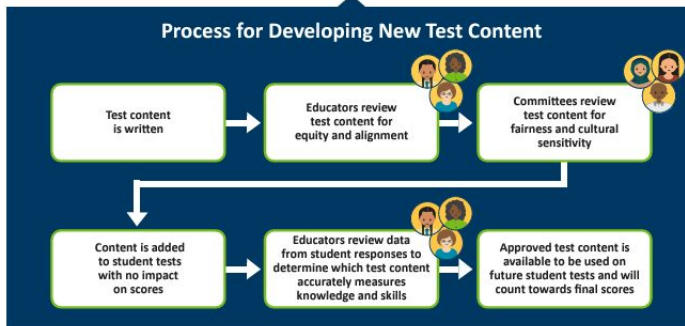 Process for Developing New Test Content
Test content
is written
Educators review
test content for
equity and alignment
Committees review
test content for
fairness and cultural
sensitivity
Content is added
to student tests
with no impact
on scores
Educators review data
from student responses to
determine which test content
accurately measures
knowledge and skills
Approved test content is
available to be used on
future student tests and will
count towards final scores